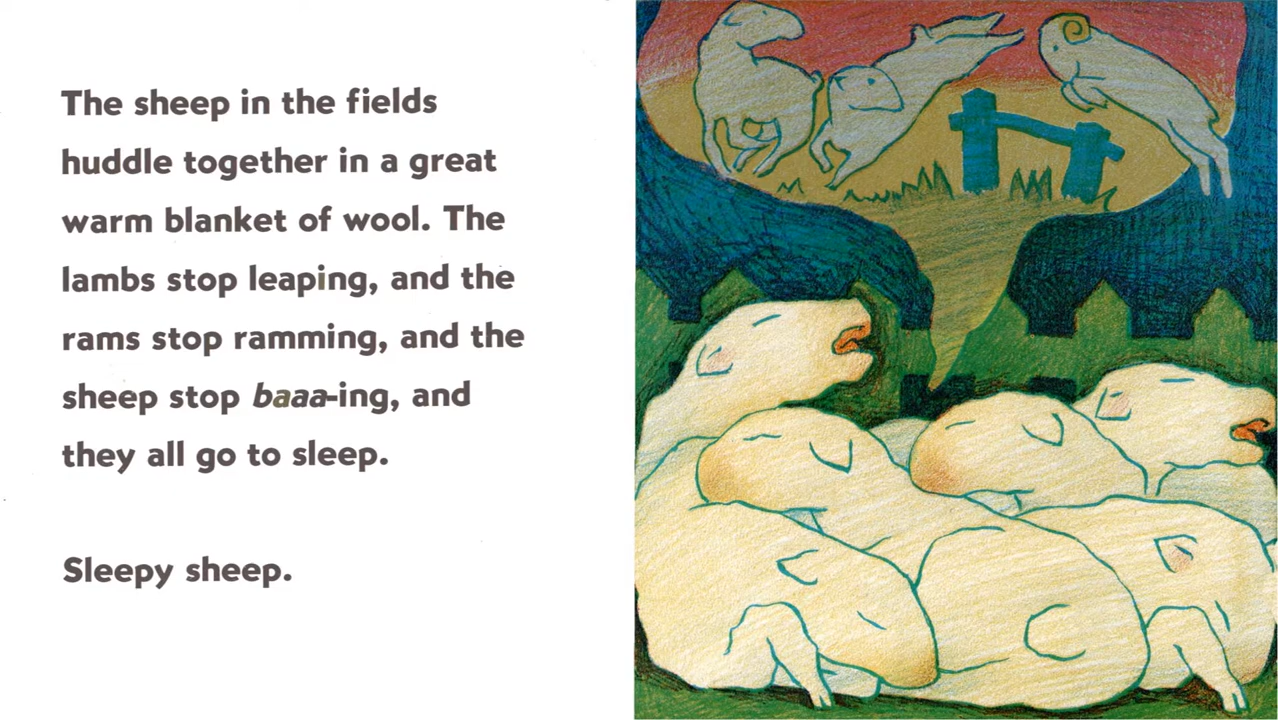 The sheep in the fields
huddle together in a great
warm blanket of wool. The
lambs stop leaping, and the
rams stop ramming, and the
sheep stop baaa-ing, and
they all go to sleep.
Sleepy sheep.